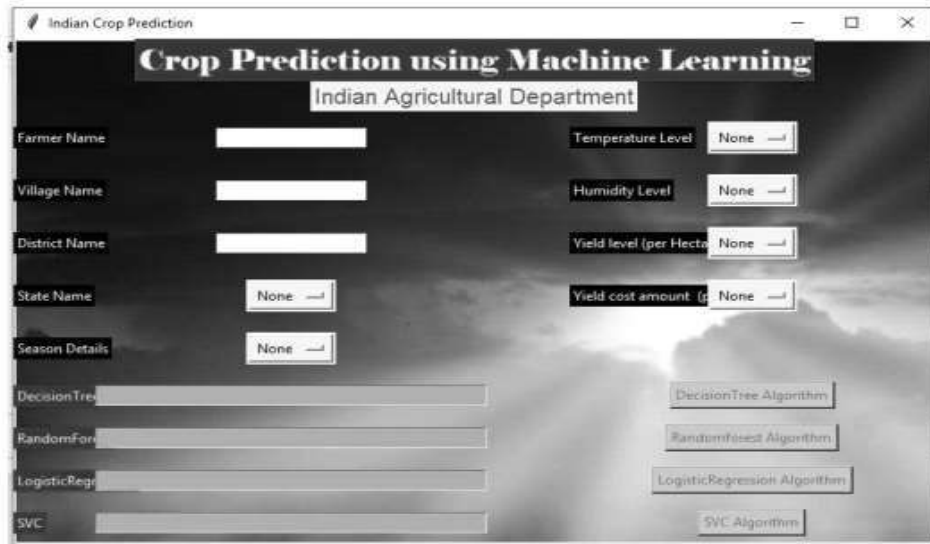 Indian Crop Prediction
Crop Prediction using Machine Learning
Indian Agricultural Department
Farmer Name
Temperature Level None
Village Name
Humidity Level None
District Name
Yield level (per Hecta None
State Name None
Yield cost amount (p None
Season Details None
DecisionTre
DecisionTree Algorithm
RandomFore
Randomforest Algorithm
LogisticRegr
LogisticRegression Algorithm
SVC
SVC Algorithm